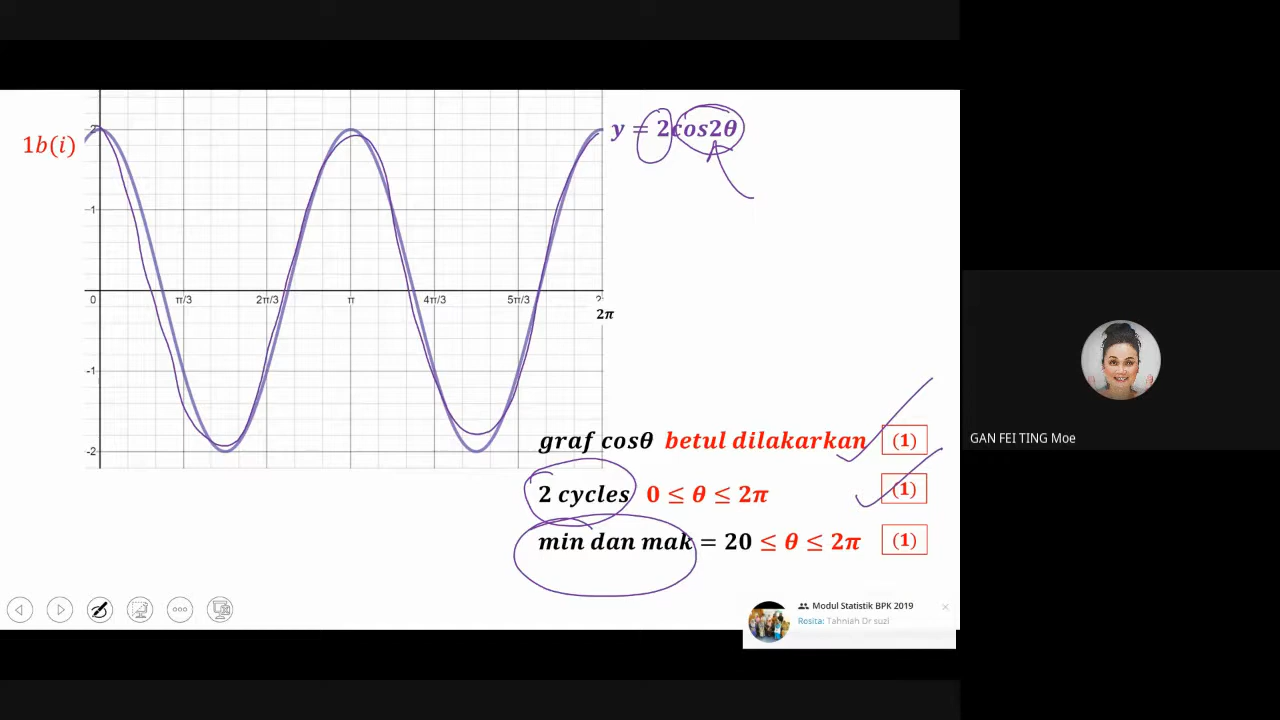 1b(i)
y = 2cos2θ
2
1
0
π/3
2π/3
π
4π/3
5π/3
2π
-1
-2
graf cosθ betul dilakarkan (1)
2 cycles 0 ≤ θ ≤ 2π (1)
min dan mak = 20 ≤ θ ≤ 2π (1)
GAN FEI TING Moe
Modul Statistik BPK 2019
Rosita: Tahniah Dr suzi